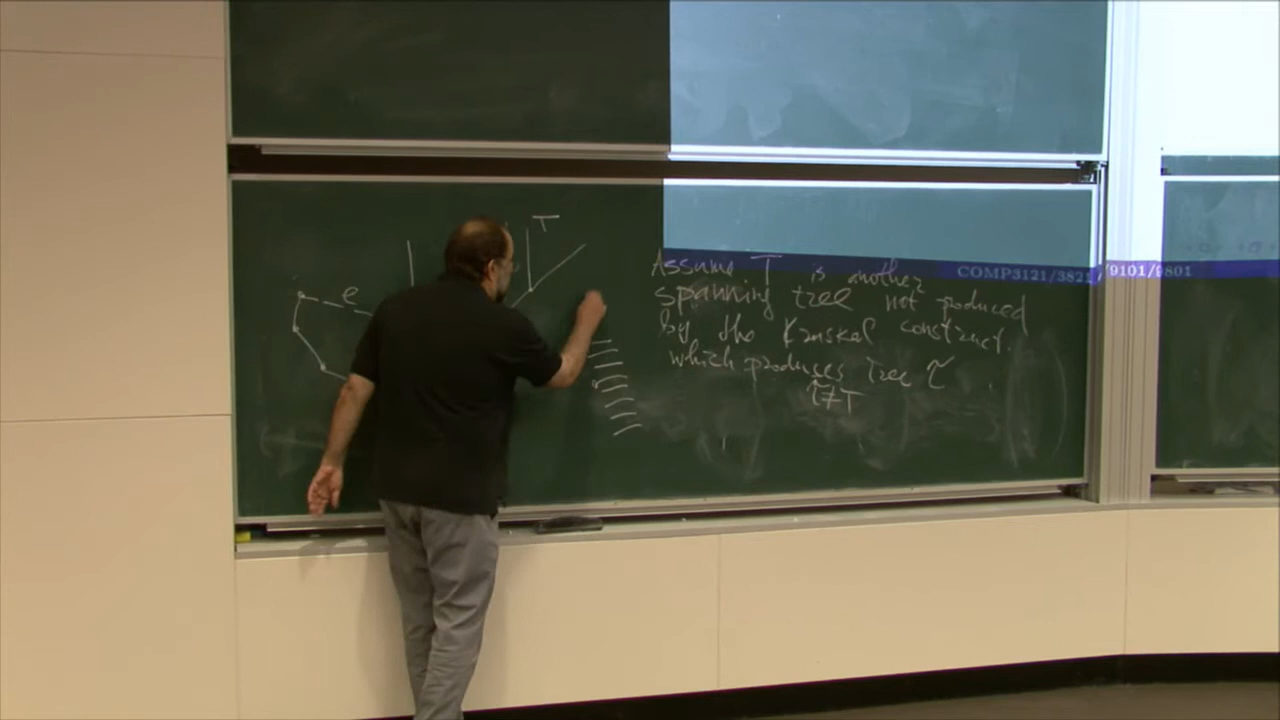 T
e
Assume T is another
COMP3121/3821/9101/9801
spanning tree not produced
by the Kruskal construct.
which produces Tree τ
τ≠T